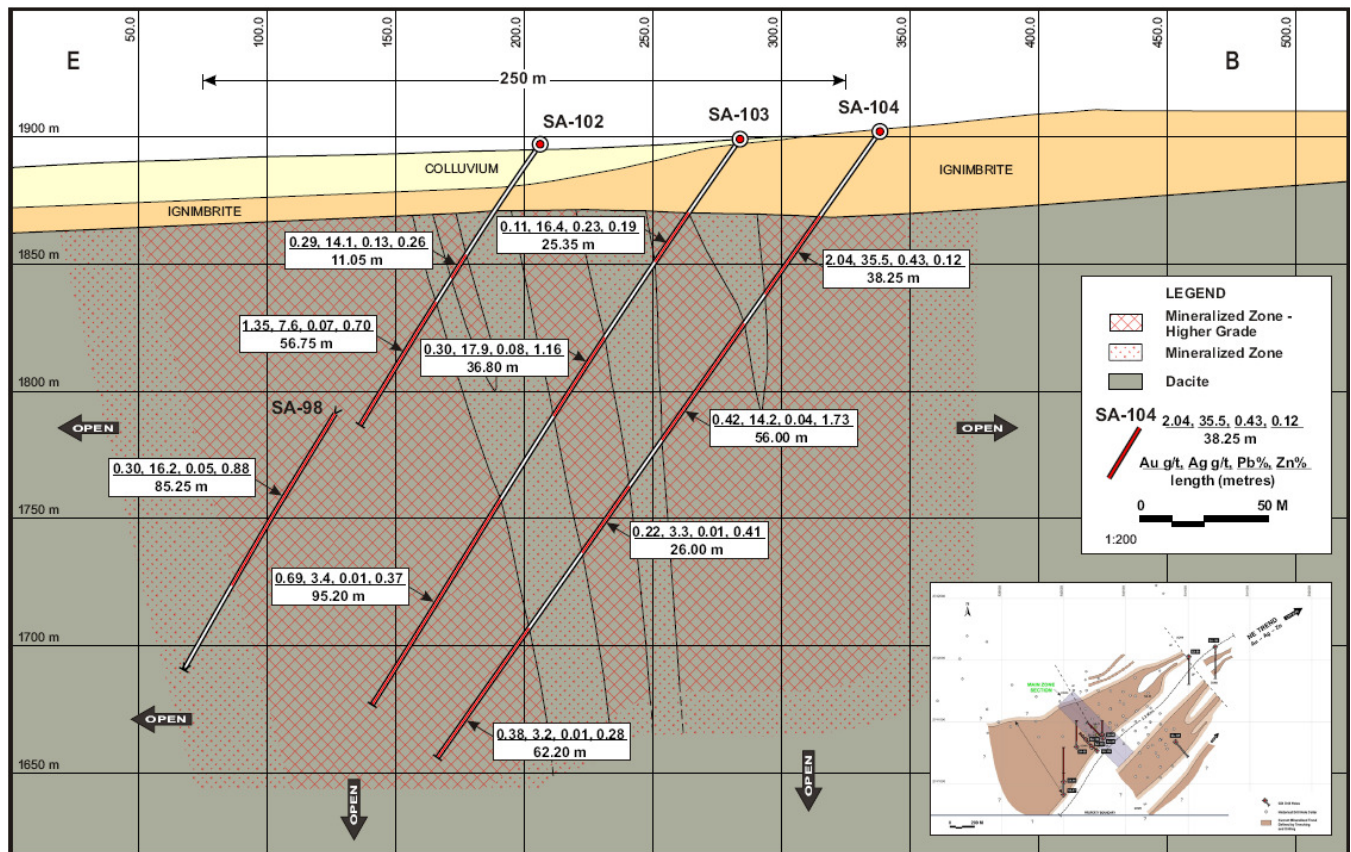 50.0
100.0
150.0
200.0
250.0
300.0
350.0
400.0
450.0
500.0
E
B
250 m
SA-102
SA-103
SA-104
1900 m
COLLUVIUM
IGNIMBRITE
IGNIMBRITE
1850 m
0.29, 14.1, 0.13, 0.26
11.05 m
0.11, 16.4, 0.23, 0.19
25.35 m
2.04, 35.5, 0.43, 0.12
38.25 m
1.35, 7.6, 0.07, 0.70
56.75 m
0.30, 17.9, 0.08, 1.16
36.80 m
1800 m
SA-98
OPEN
0.42, 14.2, 0.04, 1.73
56.00 m
OPEN
0.30, 16.2, 0.05, 0.88
85.25 m
1750 m
0.22, 3.3, 0.01, 0.41
26.00 m
0.69, 3.4, 0.01, 0.37
95.20 m
1700 m
OPEN
0.38, 3.2, 0.01, 0.28
62.20 m
1650 m
OPEN
OPEN
LEGEND
Mineralized Zone -
Higher Grade
Mineralized Zone
Dacite
SA-104
2.04, 35.5, 0.43, 0.12
38.25 m
Au g/t, Ag g/t, Pb%, Zn%
length (metres)
0 50 M
1:200
NE TREND
Au - Ag - Zn
MAIN ZONE
SECTION